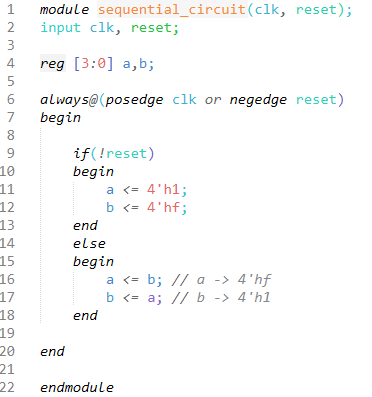 1 module sequential_circuit(clk, reset);
2 input clk, reset;
3
4 reg [3:0] a,b;
5
6 always@(posedge clk or negedge reset)
7 begin
8
9 if(!reset)
10 begin
11 a <= 4'h1;
12 b <= 4'hf;
13 end
14 else
15 begin
16 a <= b; // a -> 4'hf
17 b <= a; // b -> 4'h1
18 end
19
20 end
21
22 endmodule